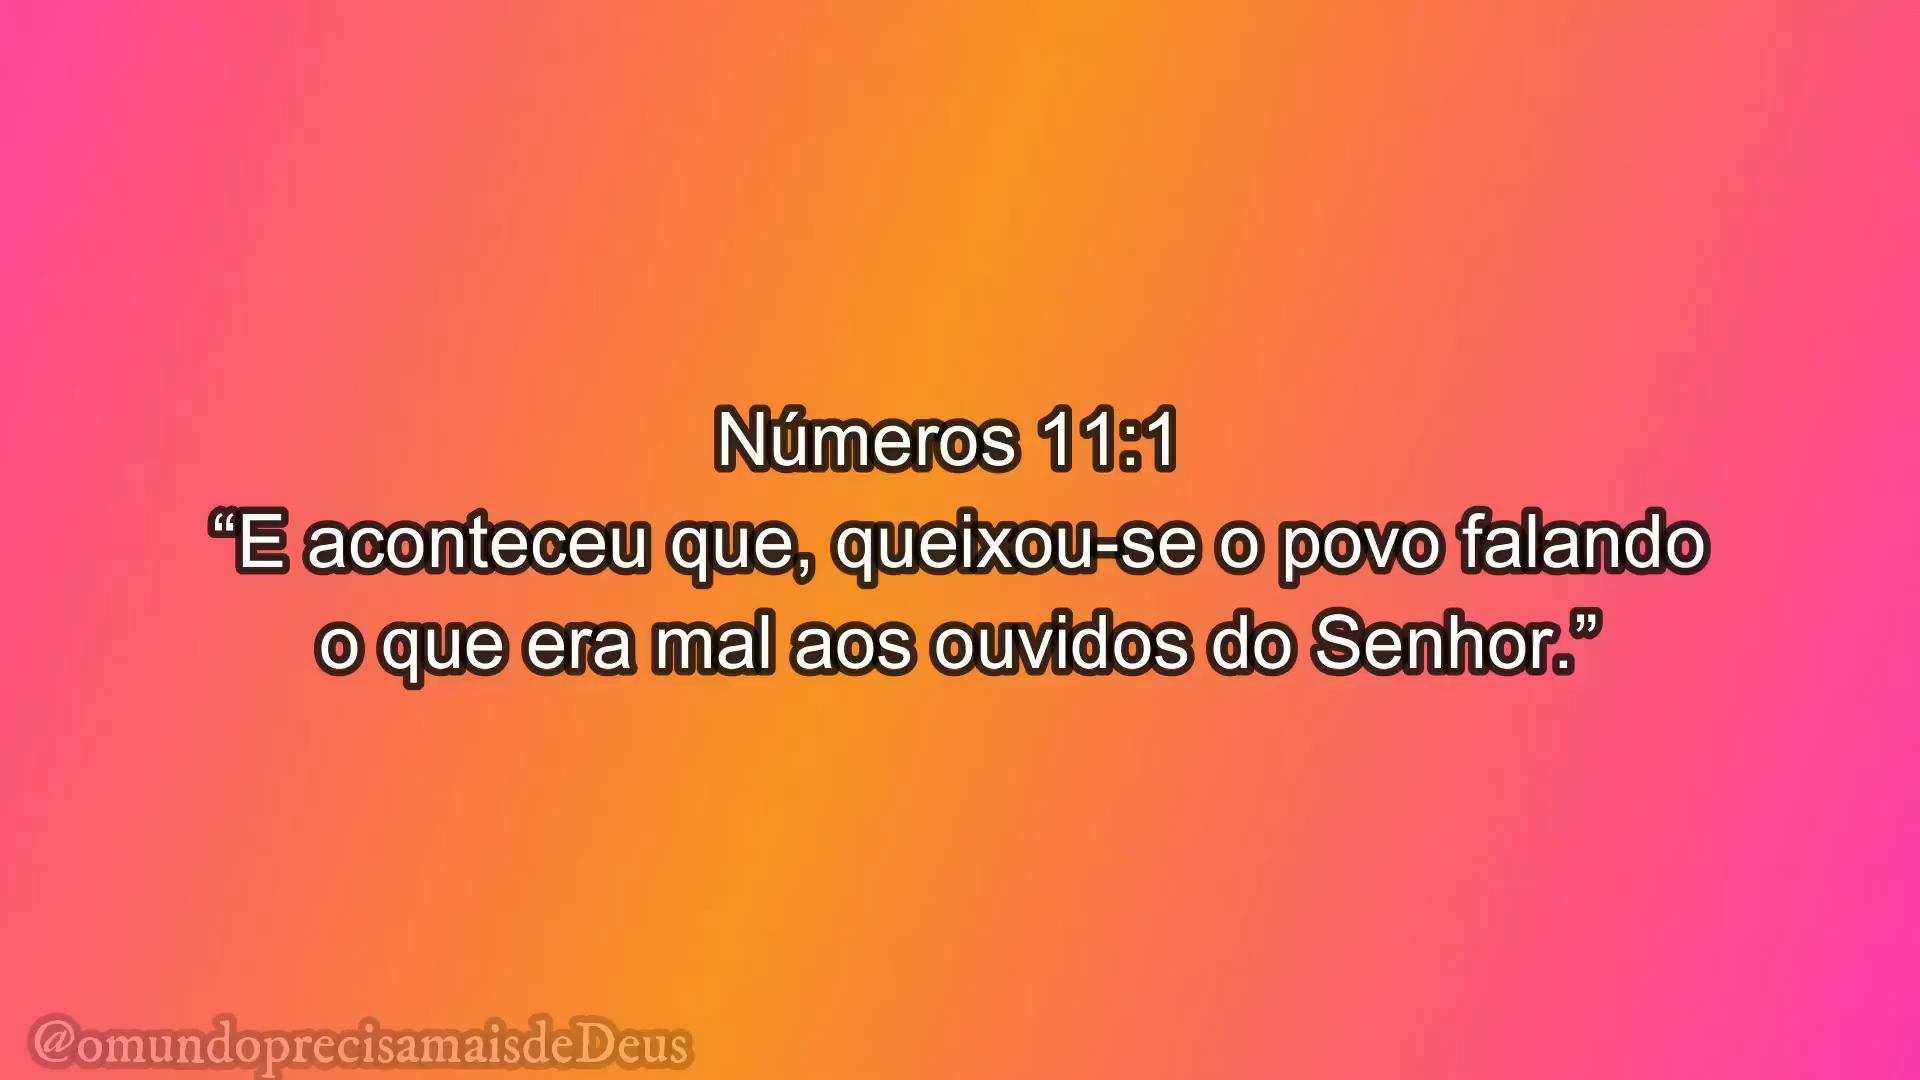 Números 11:1
“E aconteceu que, queixou-se o povo falando
o que era mal aos ouvidos do Senhor.”
@omundoprecisamaisdeDeus